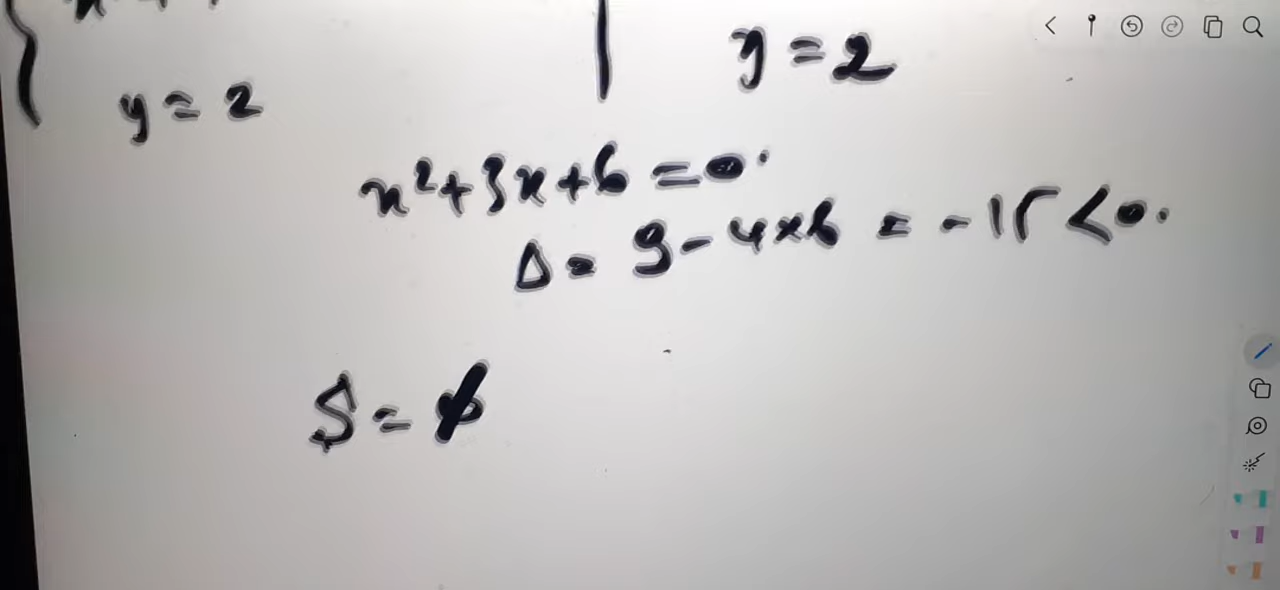 y = 2
y = 2
x²+3x+6 = 0.
Δ = 9 - 4×6 = -15 < 0.
S = ∅